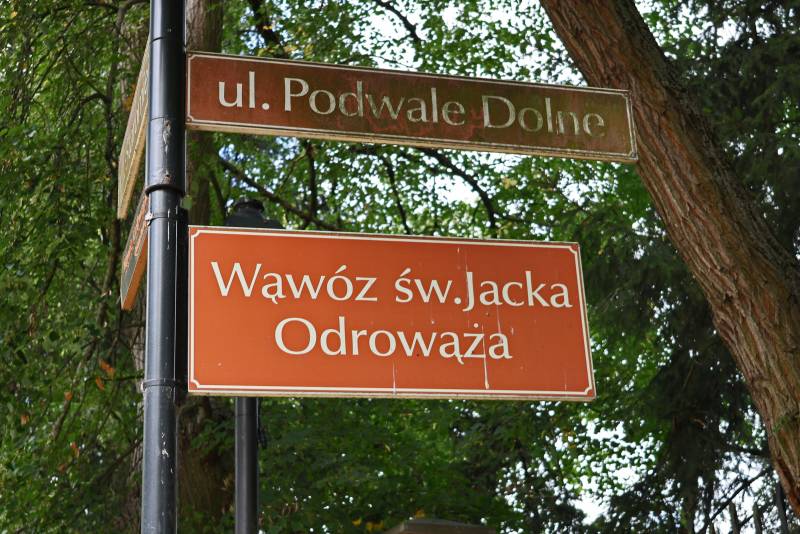 ul. Podwale Dolne
Wąwóz św.Jacka
Odrowąża